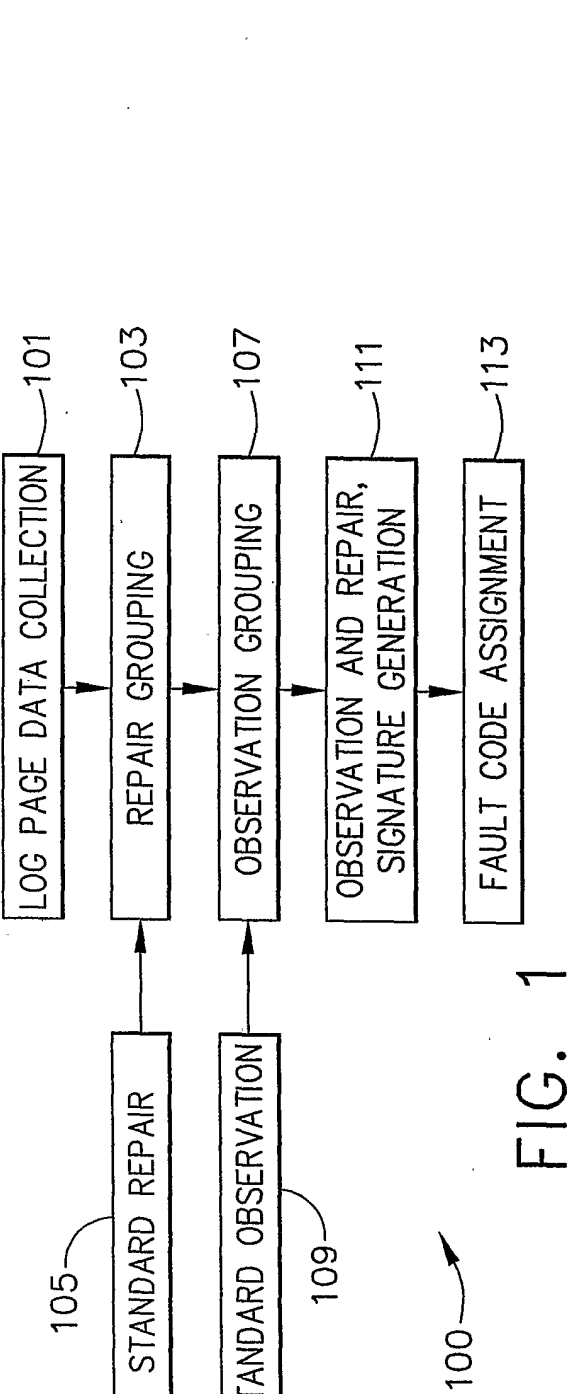 LOG PAGE DATA COLLECTION
101
105
STANDARD REPAIR
REPAIR GROUPING
103
TANDARD OBSERVATION
109
OBSERVATION GROUPING
107
OBSERVATION AND REPAIR,
SIGNATURE GENERATION
111
FAULT CODE ASSIGNMENT
113
100
FIG. 1